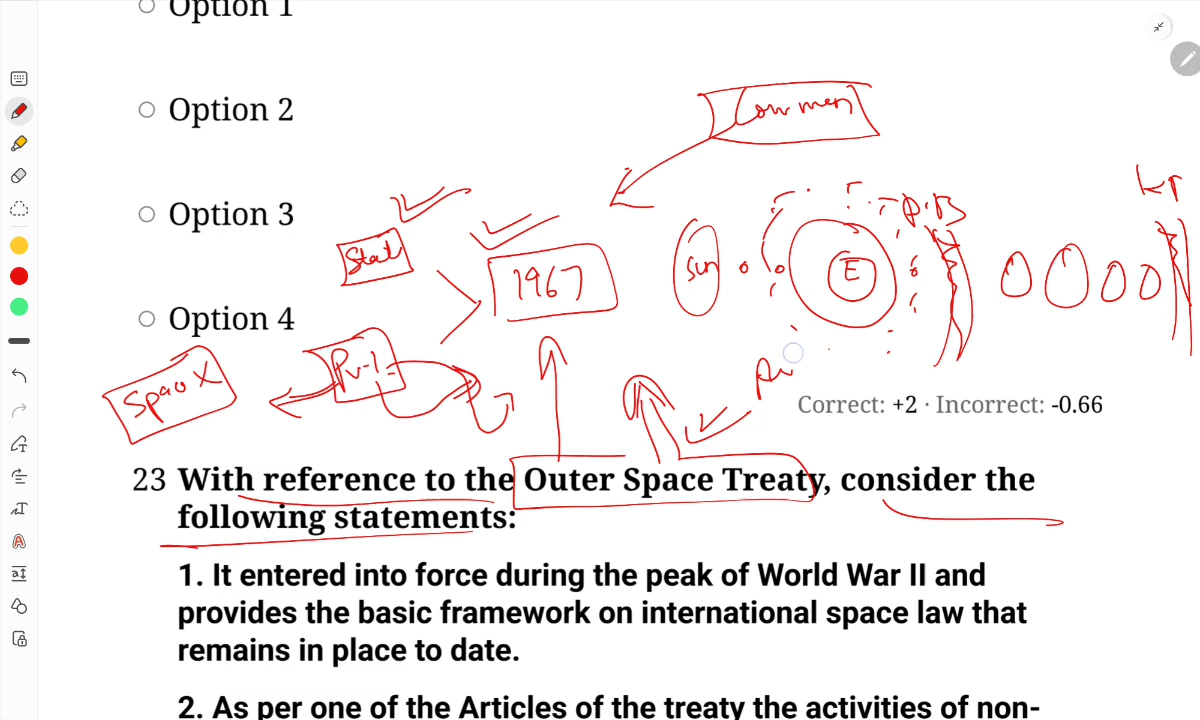 Option 1
Option 2
Option 3
Option 4
Common
Stat
1967
Sun
E
SpaceX
Correct: +2 · Incorrect: -0.66
23 With reference to the Outer Space Treaty, consider the
following statements:
1. It entered into force during the peak of World War II and
provides the basic framework on international space law that
remains in place to date.
2. As per one of the Articles of the treaty the activities of non-